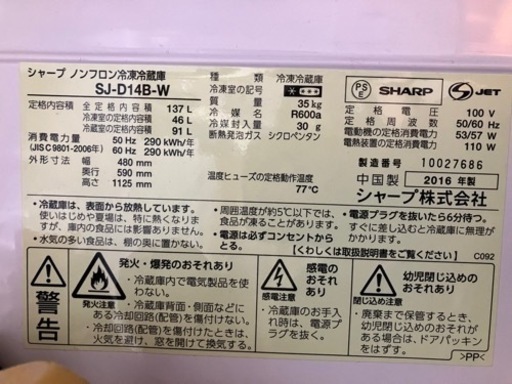 シャープ ノンフロン冷凍冷蔵庫
SJ-D14B-W
定格内容積 全定格内容積 137 L
冷凍室の定格内容積 46 L
冷蔵室の定格内容積 91 L
消費電力量 50 Hz 290 kWh/年
(JIS C 9801-2006年) 60 Hz 290 kWh/年
外形寸法 幅 480 mm
奥行 590 mm
高さ 1125 mm
種類 冷凍冷蔵庫
冷凍室の記号
質量 35 kg
冷媒 R600a
冷媒封入量 30 g
断熱発泡ガス シクロペンタン
温度ヒューズの定格動作温度
77℃
PS
E
SHARP
S JET
定格電圧 100 V
定格周波数 50/60 Hz
電動機の定格消費電力 53/57 W
電熱装置の定格消費電力 110 W
製造番号 10027686
中国製 2016 年製
シャープ株式会社
・冷蔵庫は、表面から放熱しています。
使いはじめや夏場は、特に熱く感じますが、庫内の食品には影響ありません。
・水気の多い食品は、棚の奥に置かない。
・周囲温度が約5℃以下では、食品が凍ることがあります。
・電源は必ずコンセントから とる。
・電源プラグを抜いたら6分待つ。
すぐに差し込むと冷蔵庫に無理が かかります。
【くわしくは取扱説明書をご覧ください】
C092
警告
発火・爆発のおそれあり
発火注意
・冷蔵庫内で電気製品を使 わない。
・冷蔵庫背面・側面などに ある冷却回路(配管)を傷 つけない。
・冷却回路(配管)を傷付けたときは、 火気を避け、窓を開け換気する。
感電の おそれあり
感電注意
・冷蔵庫のお手入 れ時は、電源プ ラグを抜く。
幼児閉じ込めの おそれあり
閉じ込め注意
・廃棄まで保管するときに 幼児閉じ込めのおそれが ある場合は、ドアパッキン をはずす。
>PP<